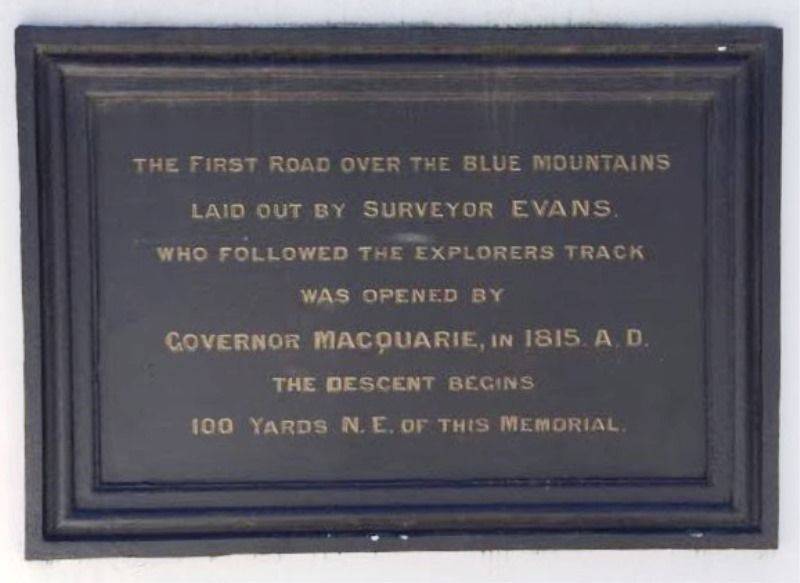 THE FIRST ROAD OVER THE BLUE MOUNTAINS
LAID OUT BY SURVEYOR EVANS.
WHO FOLLOWED THE EXPLORERS TRACK
WAS OPENED BY
GOVERNOR MACQUARIE, IN 1815. A. D.
THE DESCENT BEGINS
100 YARDS N. E. OF THIS MEMORIAL.